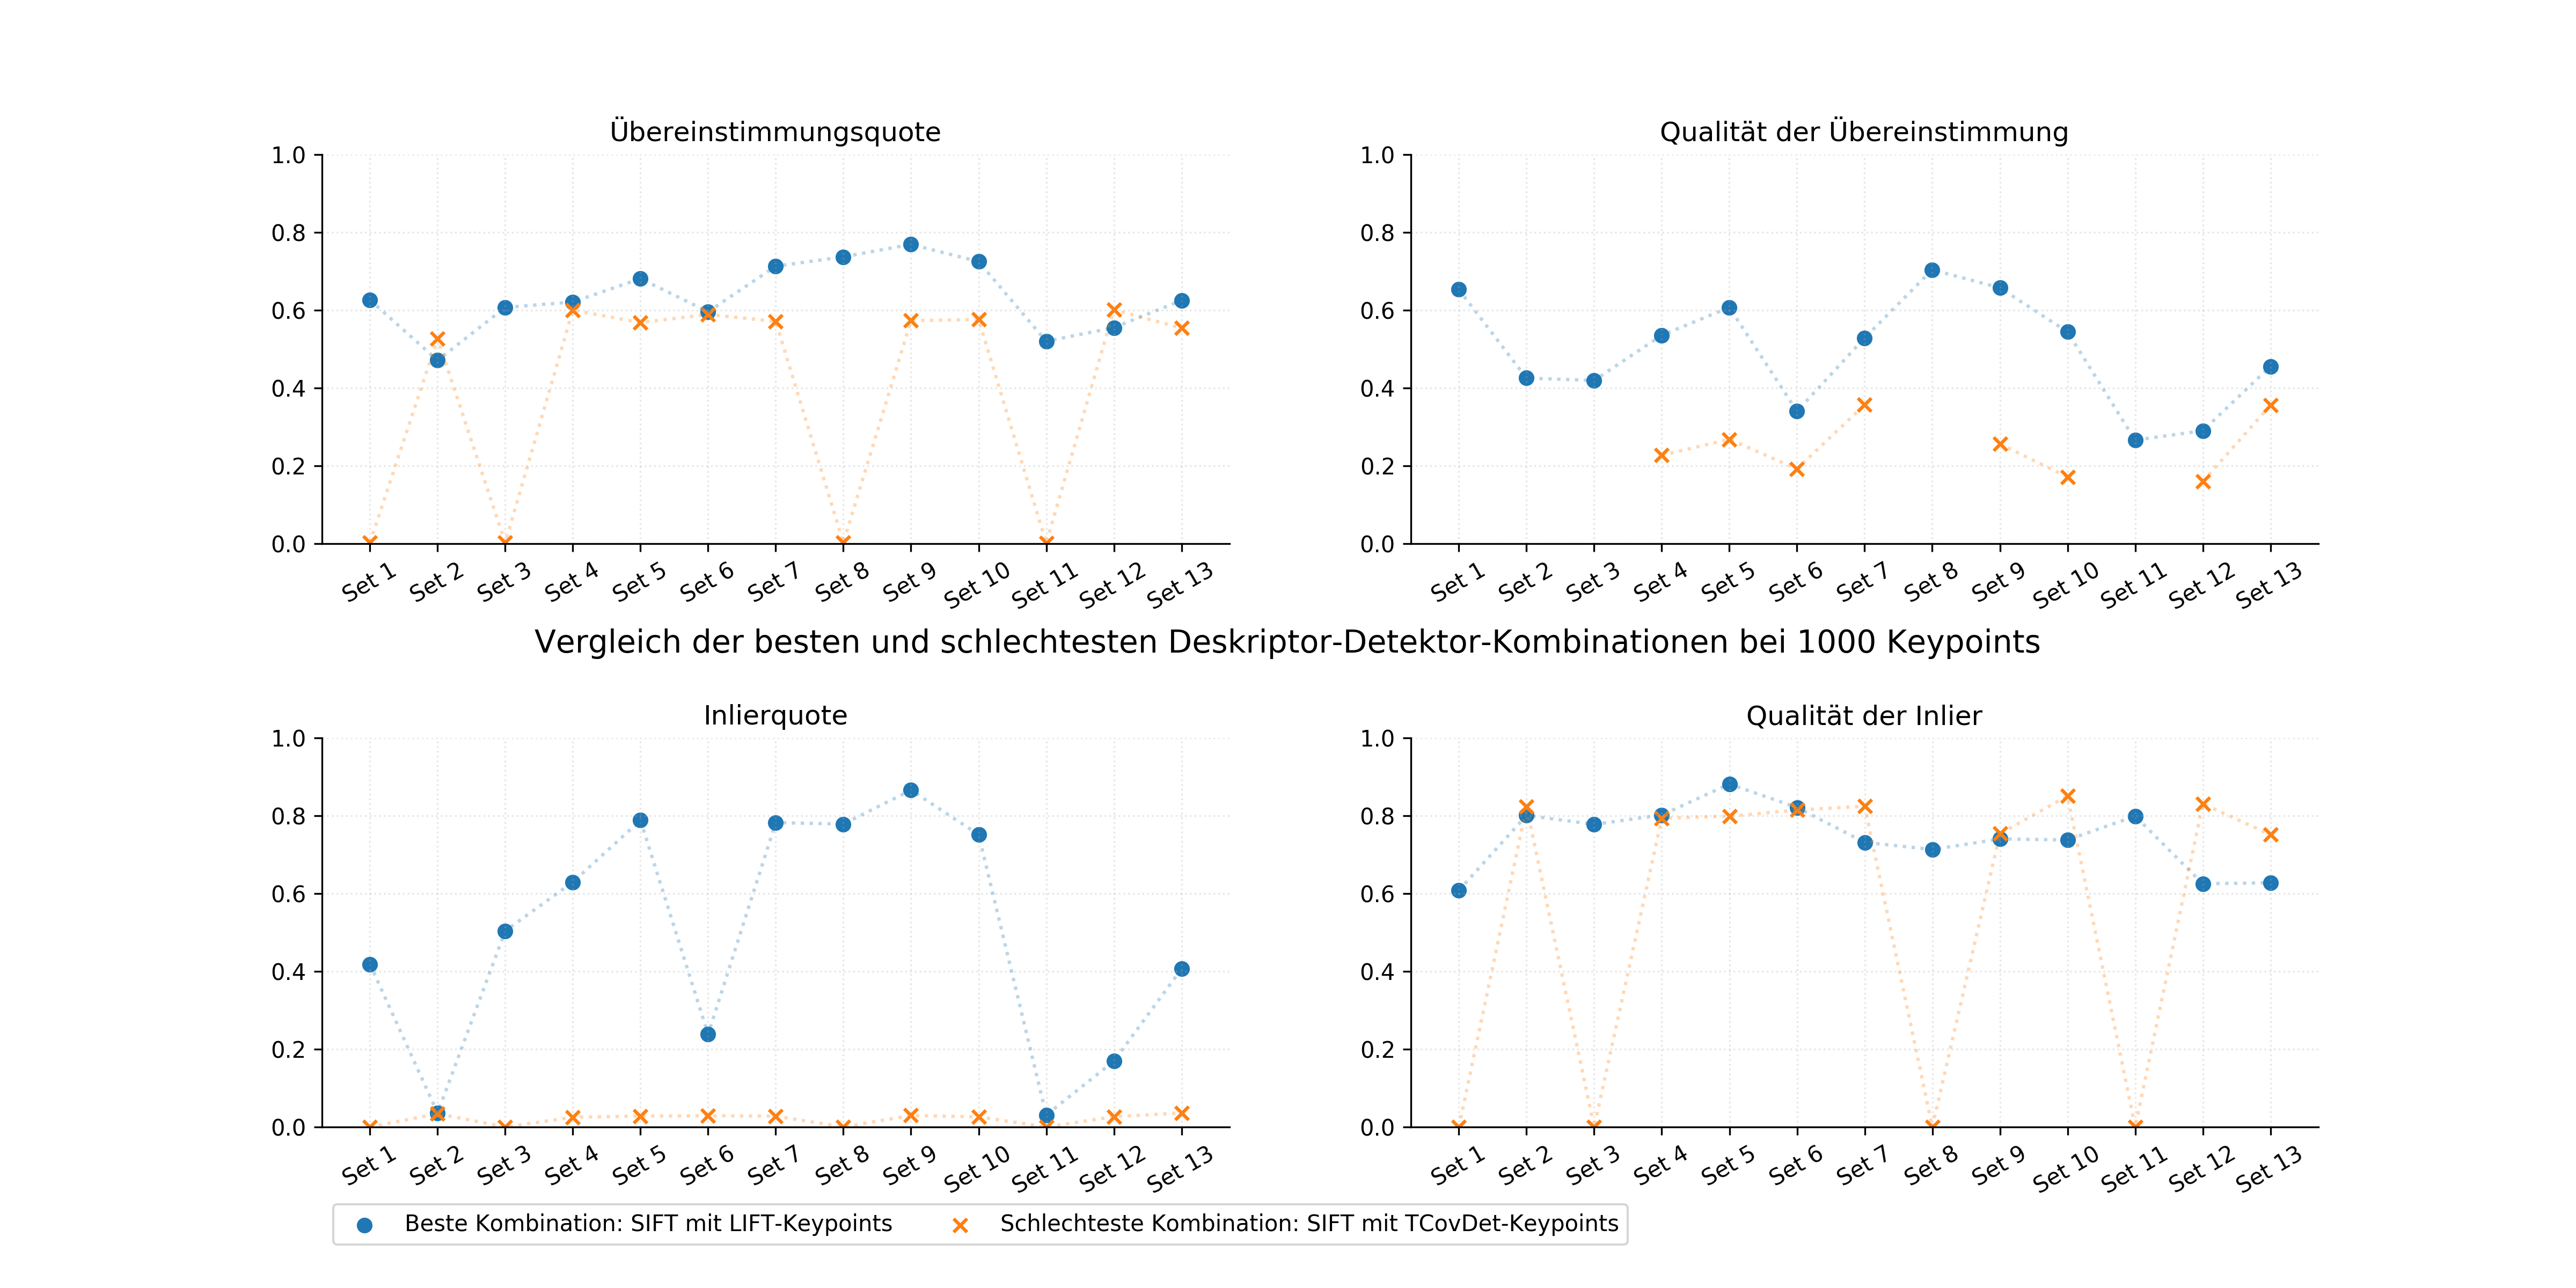 Übereinstimmungsquote
1.0
0.8
0.6
0.4
0.2
0.0
Set 1 Set 2 Set 3 Set 4 Set 5 Set 6 Set 7 Set 8 Set 9 Set 10 Set 11 Set 12 Set 13
Qualität der Übereinstimmung
1.0
0.8
0.6
0.4
0.2
0.0
Set 1 Set 2 Set 3 Set 4 Set 5 Set 6 Set 7 Set 8 Set 9 Set 10 Set 11 Set 12 Set 13
Vergleich der besten und schlechtesten Deskriptor-Detektor-Kombinationen bei 1000 Keypoints
Inlierquote
1.0
0.8
0.6
0.4
0.2
0.0
Set 1 Set 2 Set 3 Set 4 Set 5 Set 6 Set 7 Set 8 Set 9 Set 10 Set 11 Set 12 Set 13
Qualität der Inlier
1.0
0.8
0.6
0.4
0.2
0.0
Set 1 Set 2 Set 3 Set 4 Set 5 Set 6 Set 7 Set 8 Set 9 Set 10 Set 11 Set 12 Set 13
Beste Kombination: SIFT mit LIFT-Keypoints Schlechteste Kombination: SIFT mit TCovDet-Keypoints